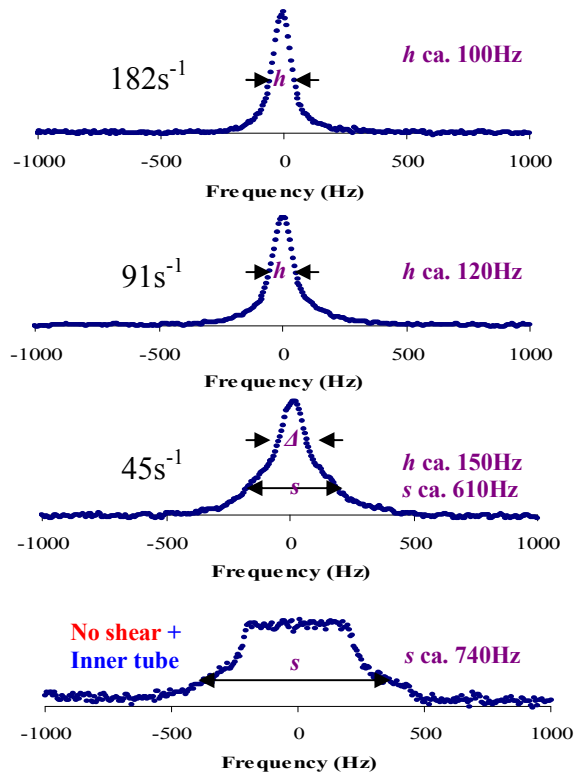 182s⁻¹
h ca. 100Hz
h
-1000 -500 0 500 1000
Frequency (Hz)
91s⁻¹
h ca. 120Hz
h
-1000 -500 0 500 1000
Frequency (Hz)
45s⁻¹
Δ
h ca. 150Hz
s
s ca. 610Hz
-1000 -500 0 500 1000
Frequency (Hz)
No shear +
Inner tube
s
s ca. 740Hz
-1000 -500 0 500 1000
Frequency (Hz)